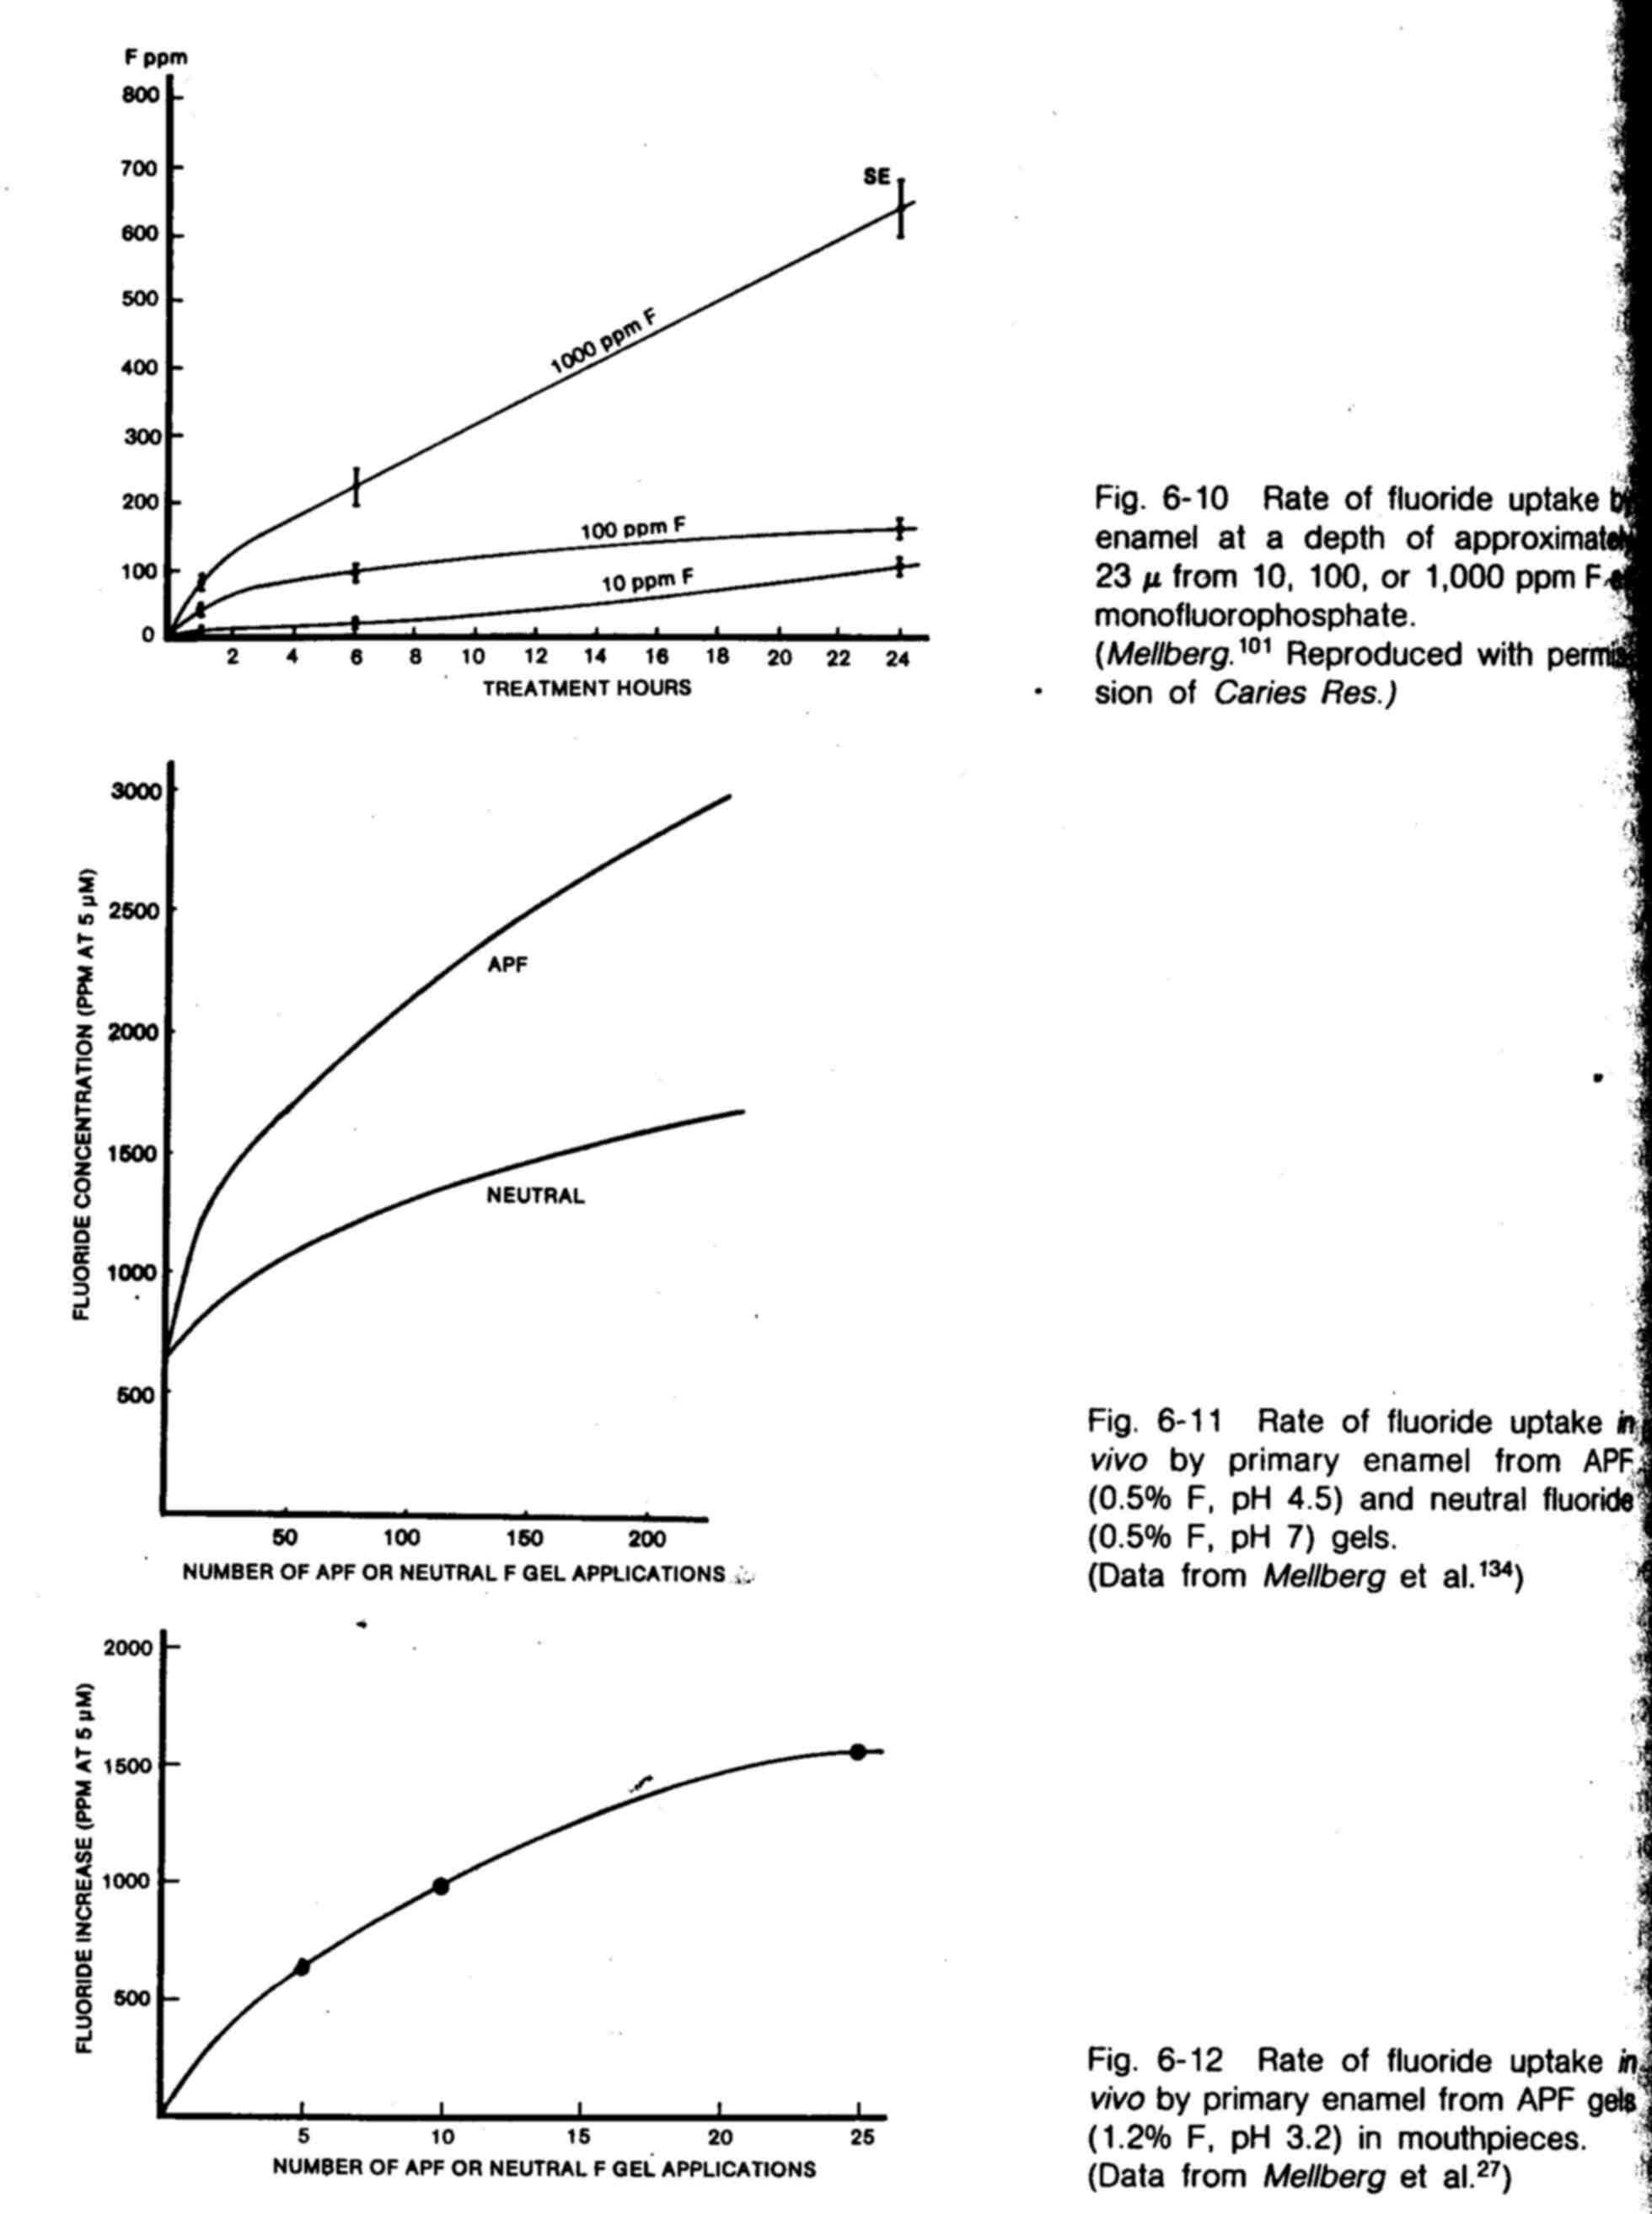 F ppm
800
700
600
500
400
300
200
100
0
SE
1000 ppm F
100 ppm F
10 ppm F
2 4 6 8 10 12 14 16 18 20 22 24
TREATMENT HOURS
Fig. 6-10 Rate of fluoride uptake
enamel at a depth of approximately
23 μ from 10, 100, or 1,000 ppm F
monofluorophosphate.
(Mellberg.101 Reproduced with permis-
sion of Caries Res.)
3000
2500
2000
1500
1000
500
FLUORIDE CONCENTRATION (PPM AT 5 μM)
APF
NEUTRAL
50 100 150 200
NUMBER OF APF OR NEUTRAL F GEL APPLICATIONS
Fig. 6-11 Rate of fluoride uptake in
vivo by primary enamel from APF
(0.5% F, pH 4.5) and neutral fluoride
(0.5% F, pH 7) gels.
(Data from Mellberg et al.134)
2000
1500
1000
500
FLUORIDE INCREASE (PPM AT 5 μM)
5 10 15 20 25
NUMBER OF APF OR NEUTRAL F GEL APPLICATIONS
Fig. 6-12 Rate of fluoride uptake in
vivo by primary enamel from APF gels
(1.2% F, pH 3.2) in mouthpieces.
(Data from Mellberg et al.27)